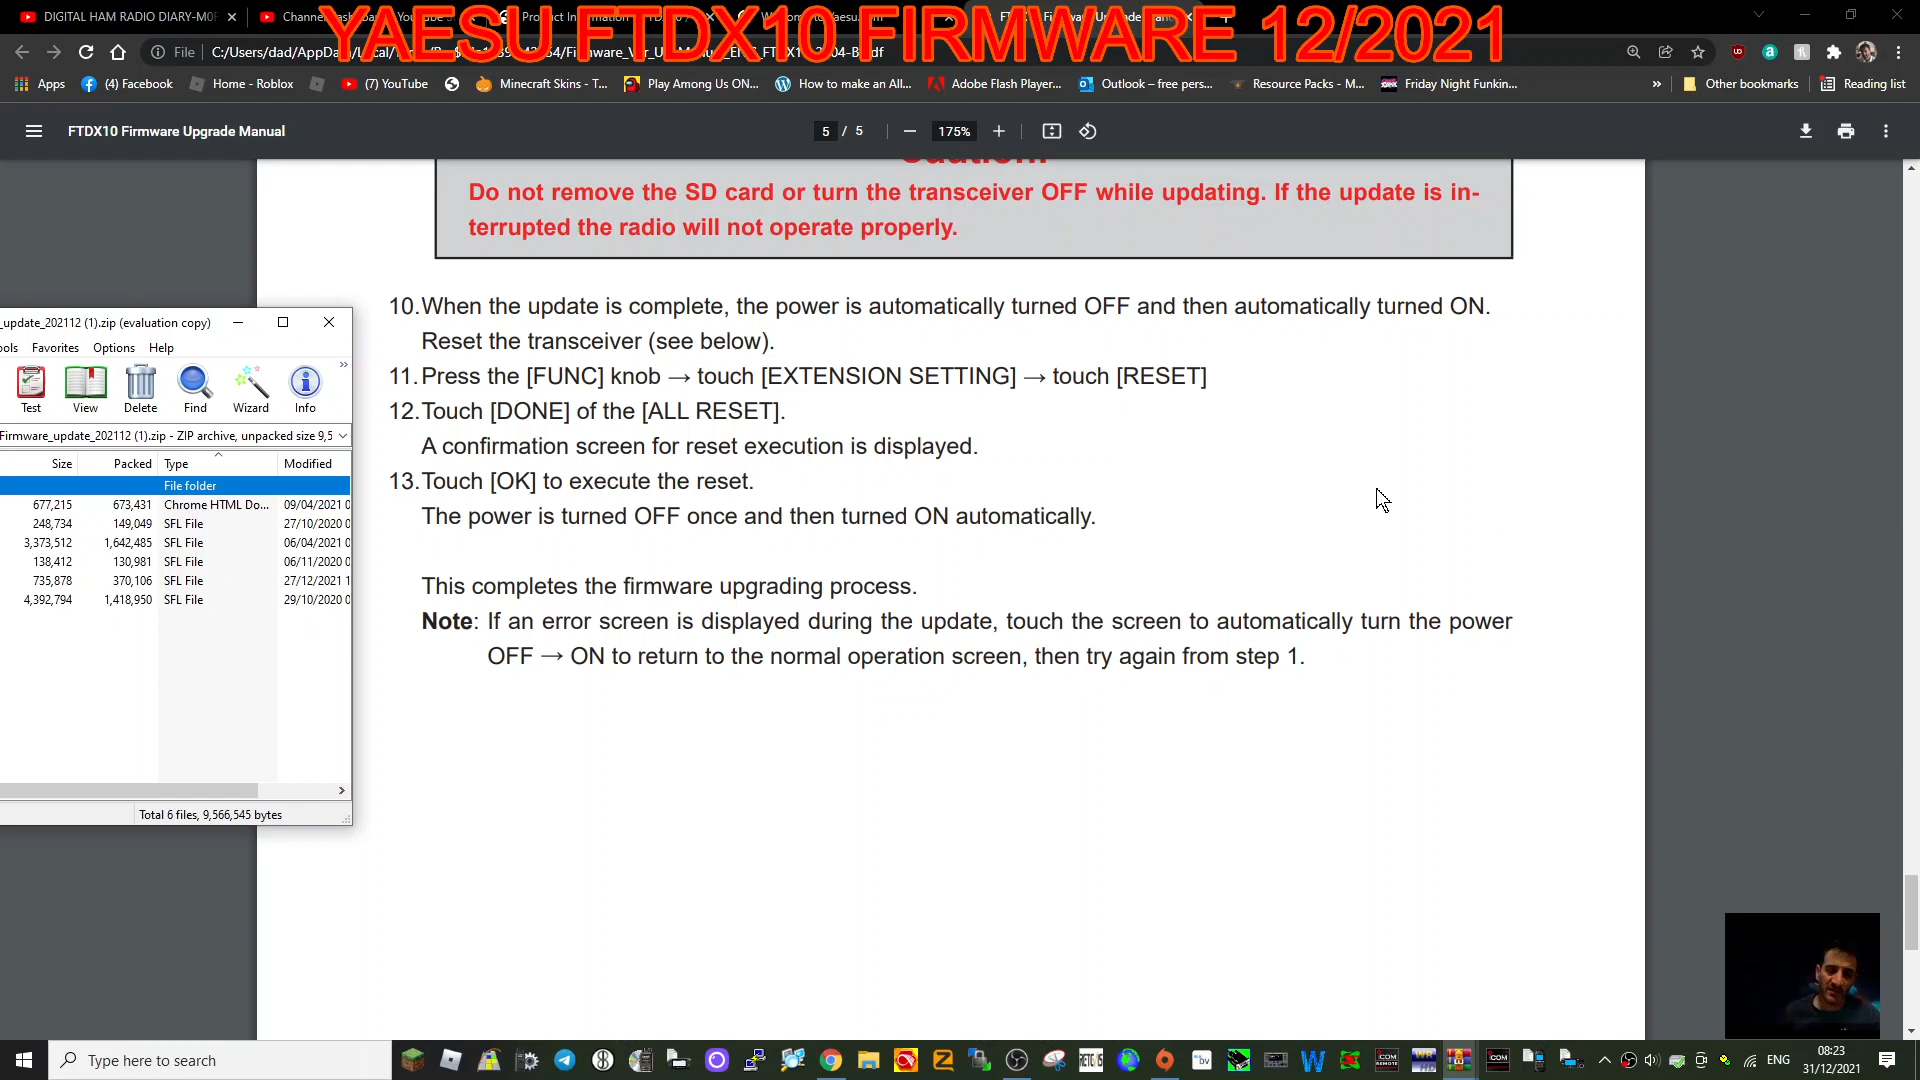 DIGITAL HAM RADIO DIARY-M0F
YAESU FTDX10 FIRMWARE 12/2021
File
Apps
(4) Facebook
Home - Roblox
(7) YouTube
Minecraft Skins - T...
Play Among Us ON...
How to make an All...
Adobe Flash Player...
Outlook – free pers...
Resource Packs - M...
Friday Night Funkin...
»
Other bookmarks
Reading list
FTDX10 Firmware Upgrade Manual
5 / 5
175%
Do not remove the SD card or turn the transceiver OFF while updating. If the update is in-
terrupted the radio will not operate properly.
10. When the update is complete, the power is automatically turned OFF and then automatically turned ON.
Reset the transceiver (see below).
11. Press the [FUNC] knob → touch [EXTENSION SETTING] → touch [RESET]
12. Touch [DONE] of the [ALL RESET].
A confirmation screen for reset execution is displayed.
13. Touch [OK] to execute the reset.
The power is turned OFF once and then turned ON automatically.
This completes the firmware upgrading process.
Note: If an error screen is displayed during the update, touch the screen to automatically turn the power
OFF → ON to return to the normal operation screen, then try again from step 1.
_update_202112 (1).zip (evaluation copy)
ols Favorites Options Help
Test View Delete Find Wizard Info
Firmware_update_202112 (1).zip - ZIP archive, unpacked size 9,5
Size Packed Type Modified
File folder
677,215 673,431 Chrome HTML Do... 09/04/2021 0
248,734 149,049 SFL File 27/10/2020 0
3,373,512 1,642,485 SFL File 06/04/2021 0
138,412 130,981 SFL File 06/11/2020 0
735,878 370,106 SFL File 27/12/2021 1
4,392,794 1,418,950 SFL File 29/10/2020 0
Total 6 files, 9,566,545 bytes
Type here to search
ENG
08:23
31/12/2021